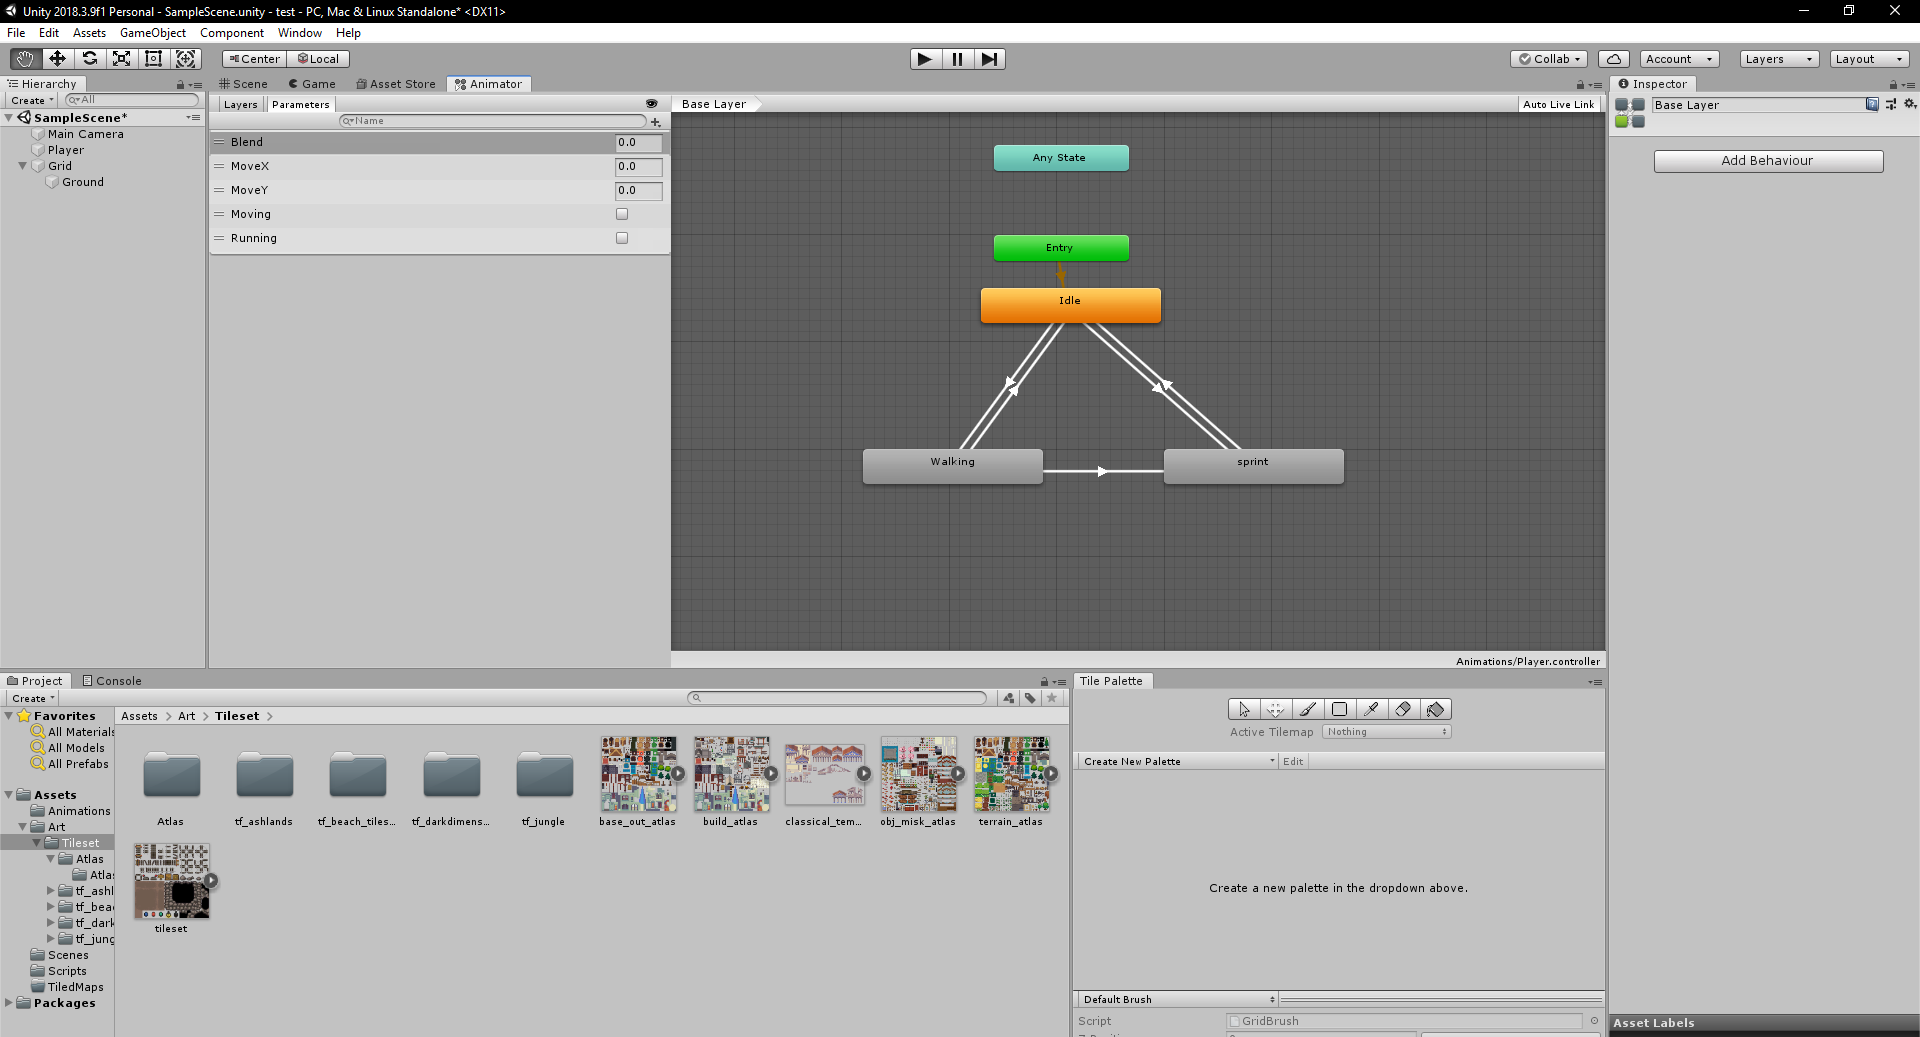 Unity 2018.3.9f1 Personal - SampleScene.unity - test - PC, Mac & Linux Standalone* <DX11>
File Edit Assets GameObject Component Window Help
Center Local Collab Account Layers Layout
Hierarchy
Create All
SampleScene*
Main Camera
Player
Grid
Ground
Scene Game Asset Store Animator
Layers Parameters
Name
Blend 0.0
MoveX 0.0
MoveY 0.0
Moving
Running
Base Layer Auto Live Link
Any State
Entry
Idle
Walking sprint
Animations/Player.controller
Inspector
Base Layer
Add Behaviour
Project Console
Create
Favorites
All Materials
All Models
All Prefabs
Assets
Animations
Art
Tileset
Atlas
Atlas
tf_ashl
tf_bea
tf_dark
tf_jung
Scenes
Scripts
TiledMaps
Packages
Assets > Art > Tileset >
Atlas tf_ashlands tf_beach_tiles... tf_darkdimens... tf_jungle base_out_atlas build_atlas classical_tem... obj_misk_atlas terrain_atlas
tileset
Tile Palette
Active Tilemap Nothing
Create New Palette Edit
Create a new palette in the dropdown above.
Default Brush
Script GridBrush
Asset Labels